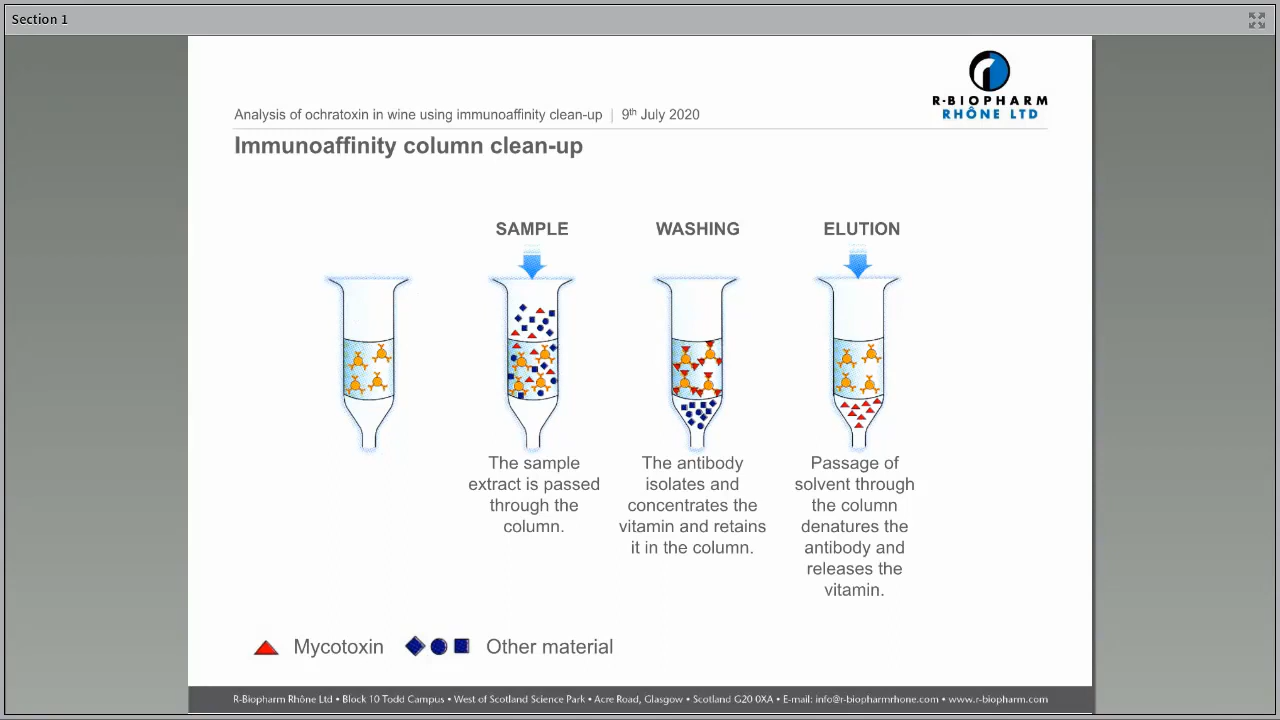 Section 1
R-BIOPHARM
RHÔNE LTD
Analysis of ochratoxin in wine using immunoaffinity clean-up | 9th July 2020
Immunoaffinity column clean-up
SAMPLE
WASHING
ELUTION
The sample
extract is passed
through the
column.
The antibody
isolates and
concentrates the
vitamin and retains
it in the column.
Passage of
solvent through
the column
denatures the
antibody and
releases the
vitamin.
Mycotoxin
Other material
R-Biopharm Rhône Ltd • Block 10 Todd Campus • West of Scotland Science Park • Acre Road, Glasgow • Scotland G20 0XA • E-mail: info@r-biopharmrhone.com • www.r-biopharm.com